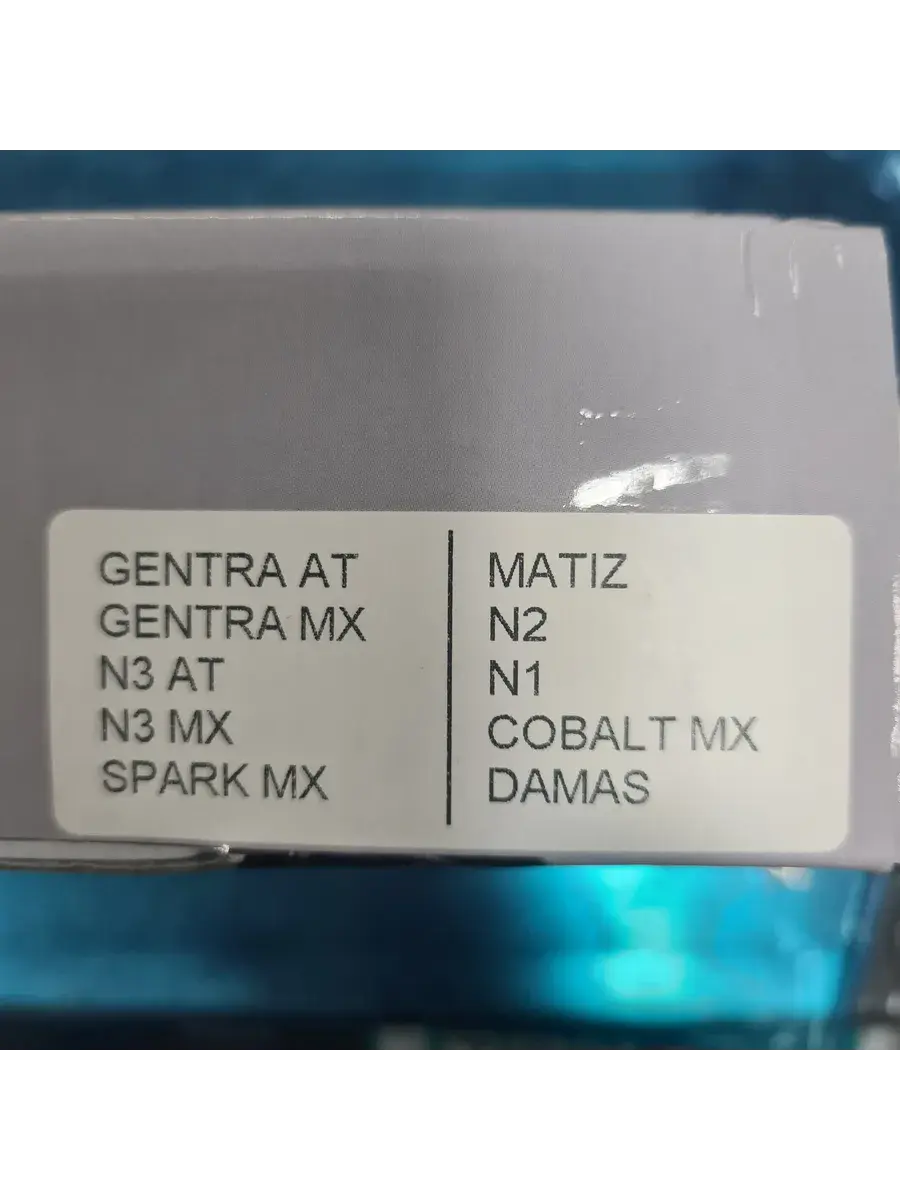 GENTRA AT
GENTRA MX
N3 AT
N3 MX
SPARK MX
MATIZ
N2
N1
COBALT MX
DAMAS